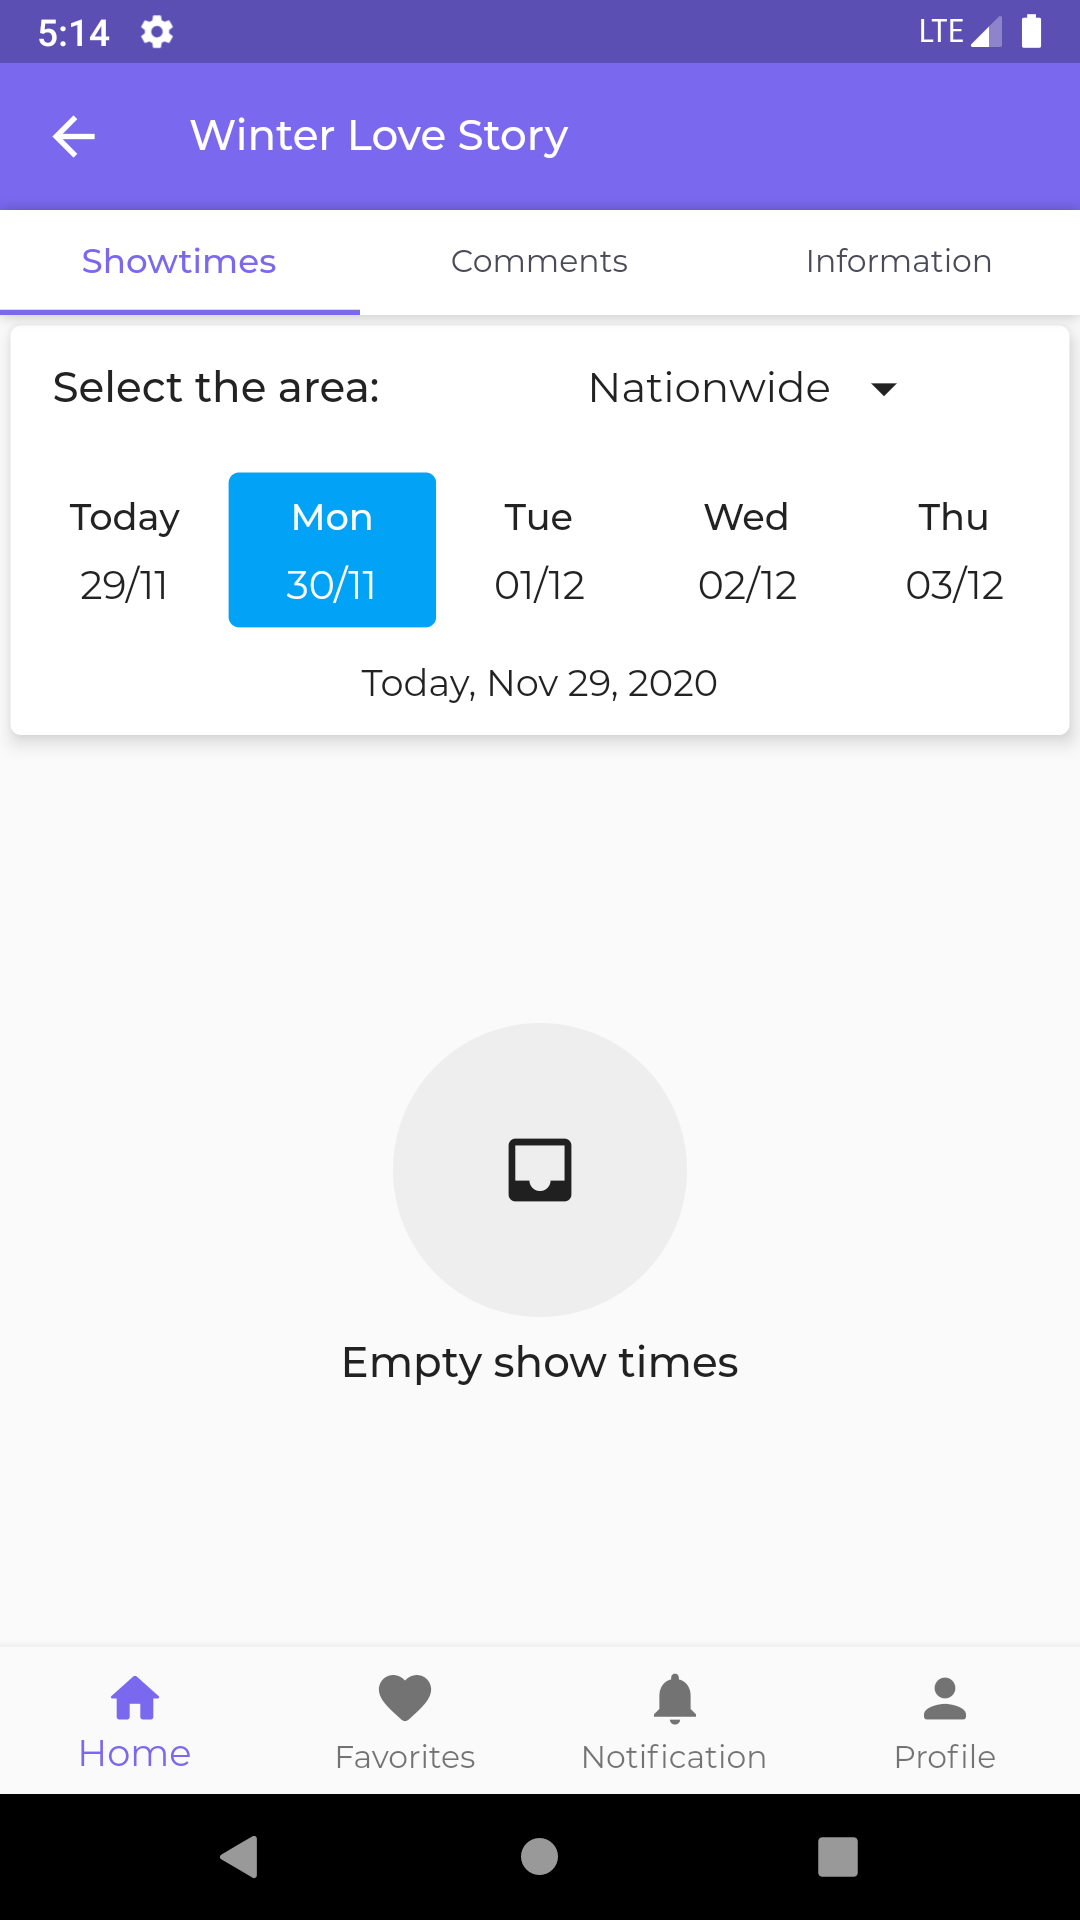 5:14 LTE
Winter Love Story
Showtimes Comments Information
Select the area: Nationwide
Today Mon Tue Wed Thu
29/11 30/11 01/12 02/12 03/12
Today, Nov 29, 2020
Empty show times
Home Favorites Notification Profile